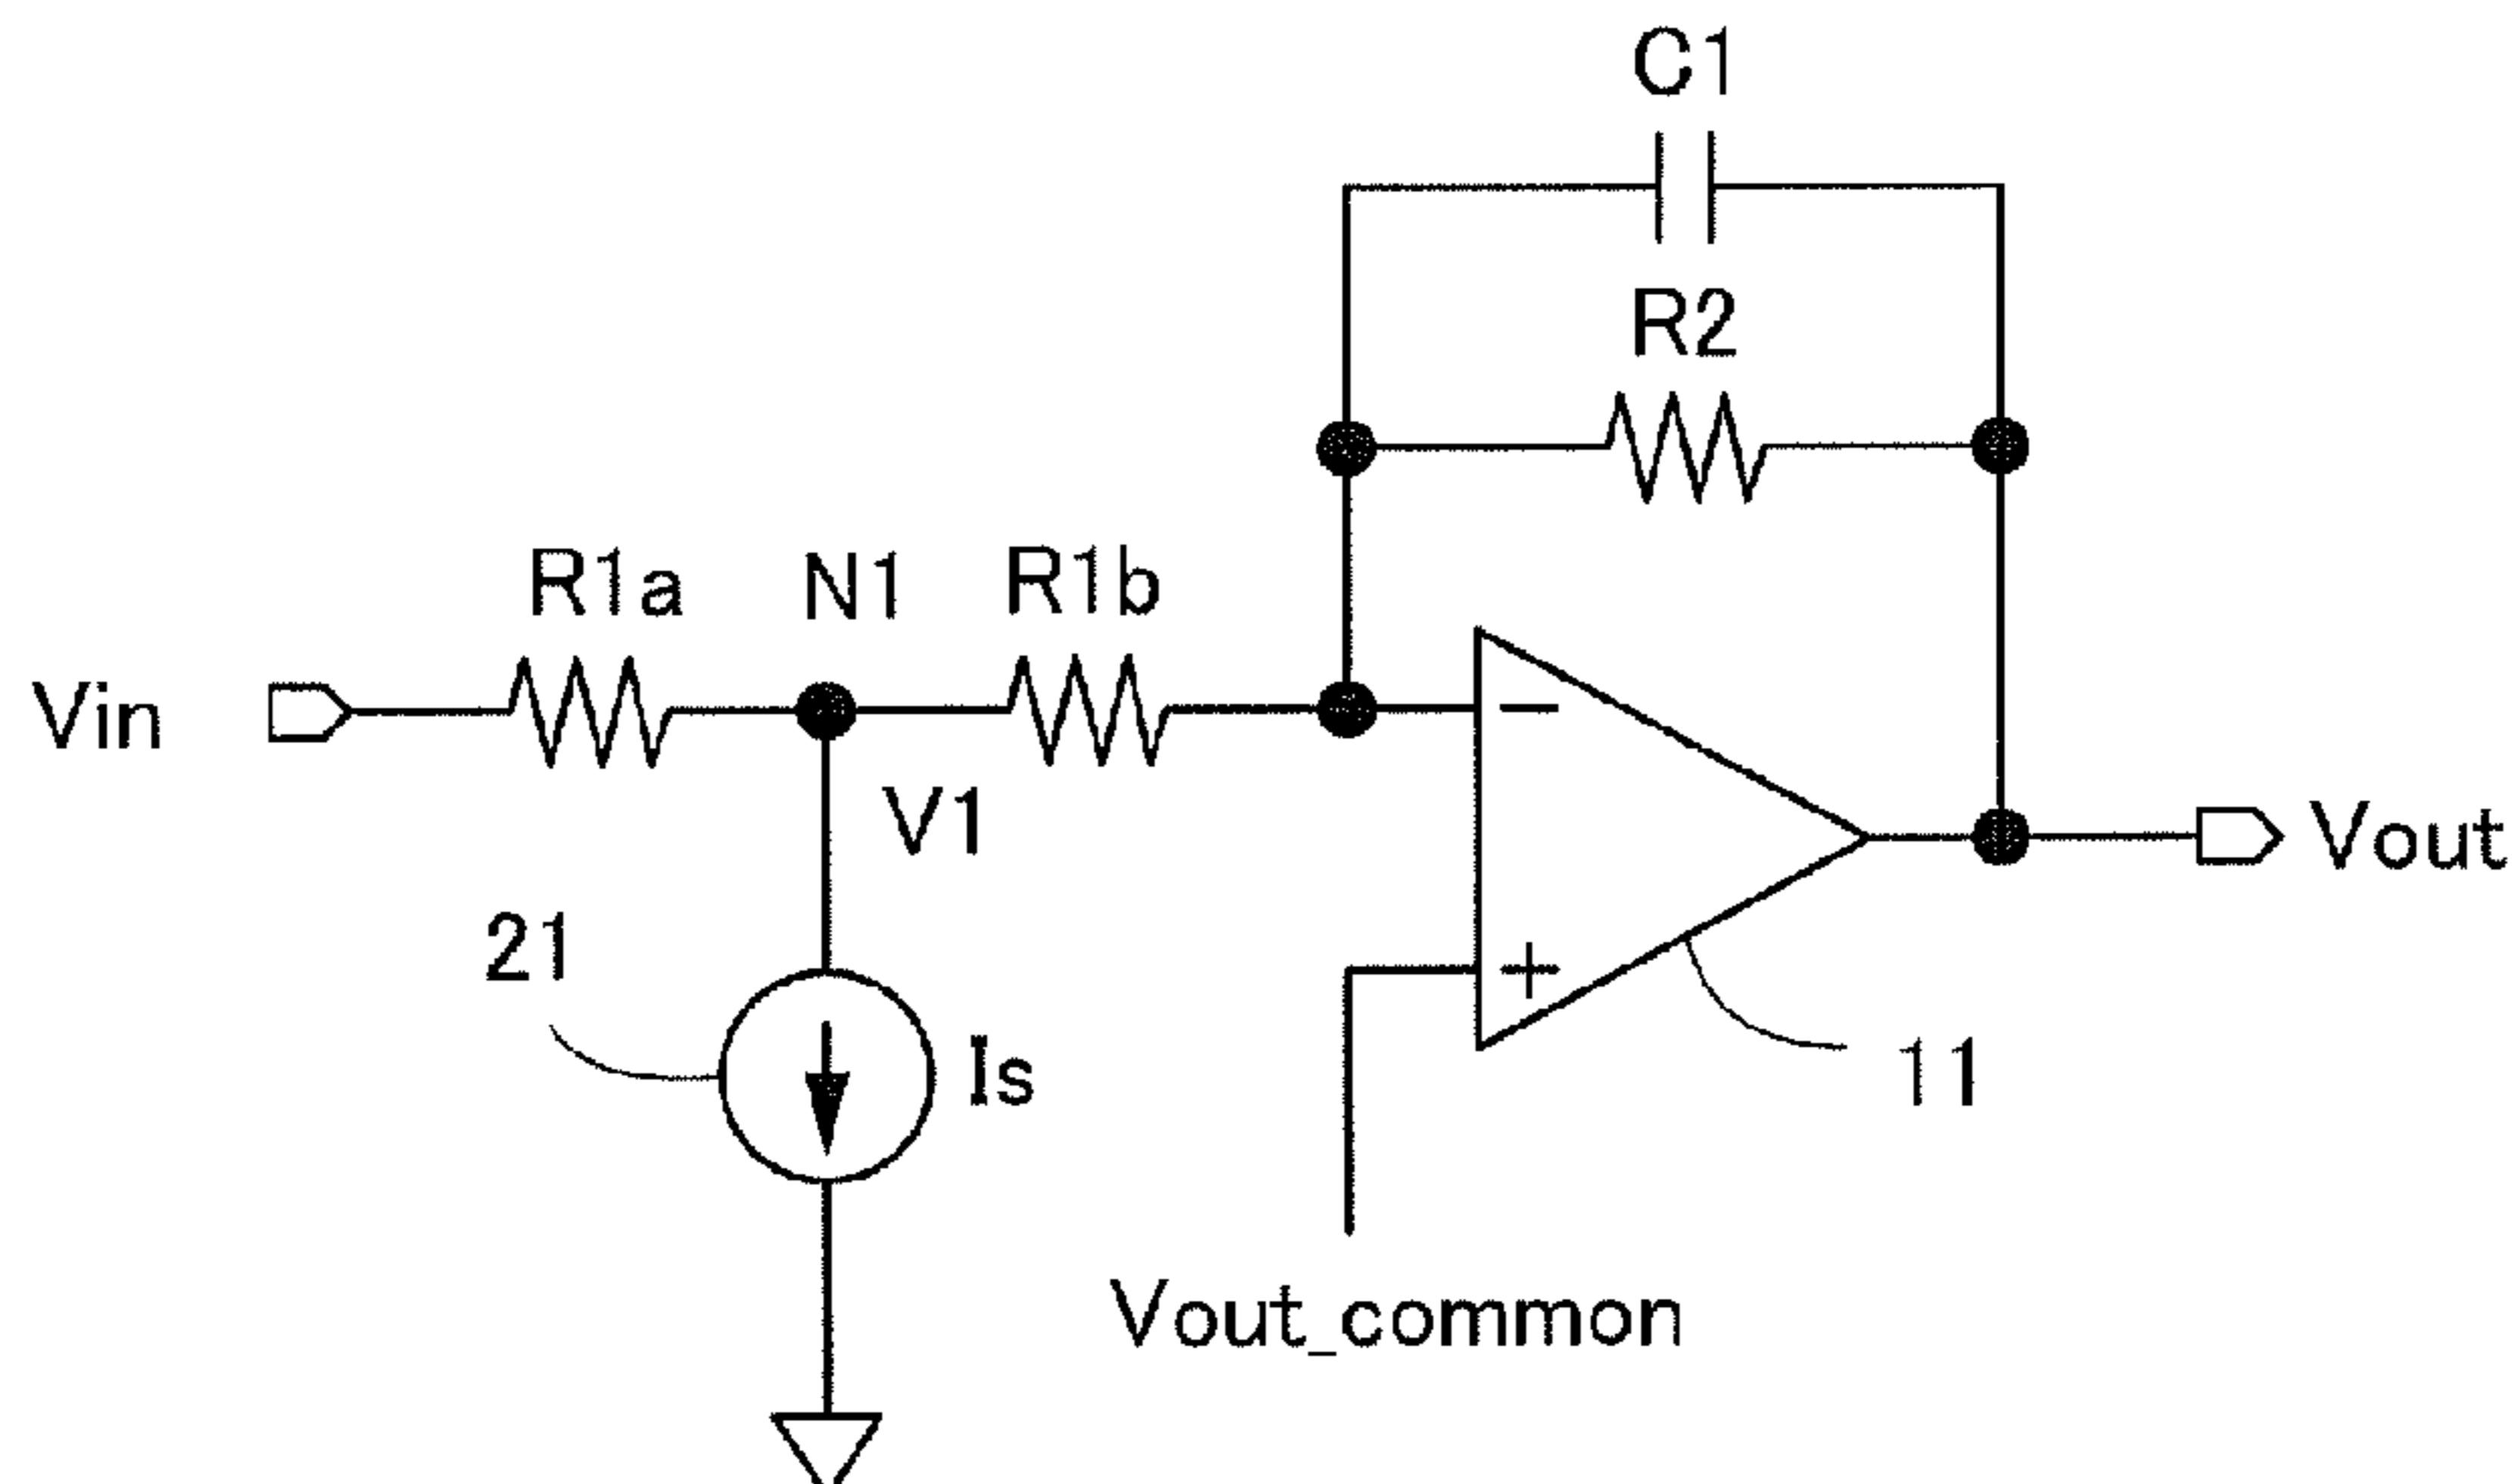 C1
R2
R1a
N1
R1b
Vin
−
V1
Vout
21
+
Is
11
Vout_common